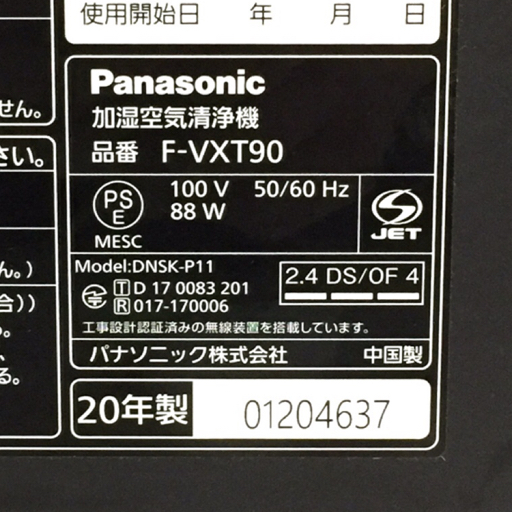 使用開始日 年 月 日
せん。
さい。
ん。)
合))
る。
Panasonic
加湿空気清浄機
品番 F-VXT90
PS E
MESC
100 V 50/60 Hz
88 W
S JET
Model:DNSK-P11
T D 17 0083 201
R 017-170006
2.4 DS/OF 4
工事設計認証済みの無線装置を搭載しています。
パナソニック株式会社 中国製
20年製 01204637